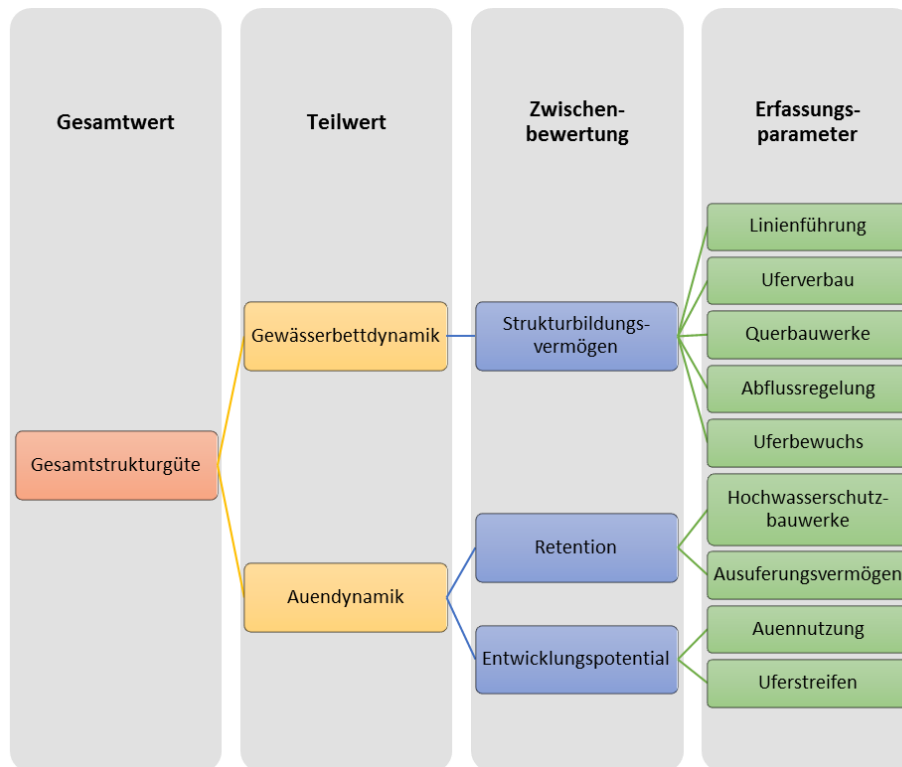 Gesamtwert
Teilwert
Zwischen-
bewertung
Erfassungs-
parameter
Linienführung
Uferverbau
Gewässerbettdynamik
Strukturbildungs-
vermögen
Querbauwerke
Abflussregelung
Uferbewuchs
Gesamtstrukturgüte
Hochwasserschutz-
bauwerke
Retention
Ausuferungsvermögen
Auendynamik
Auennutzung
Entwicklungspotential
Uferstreifen